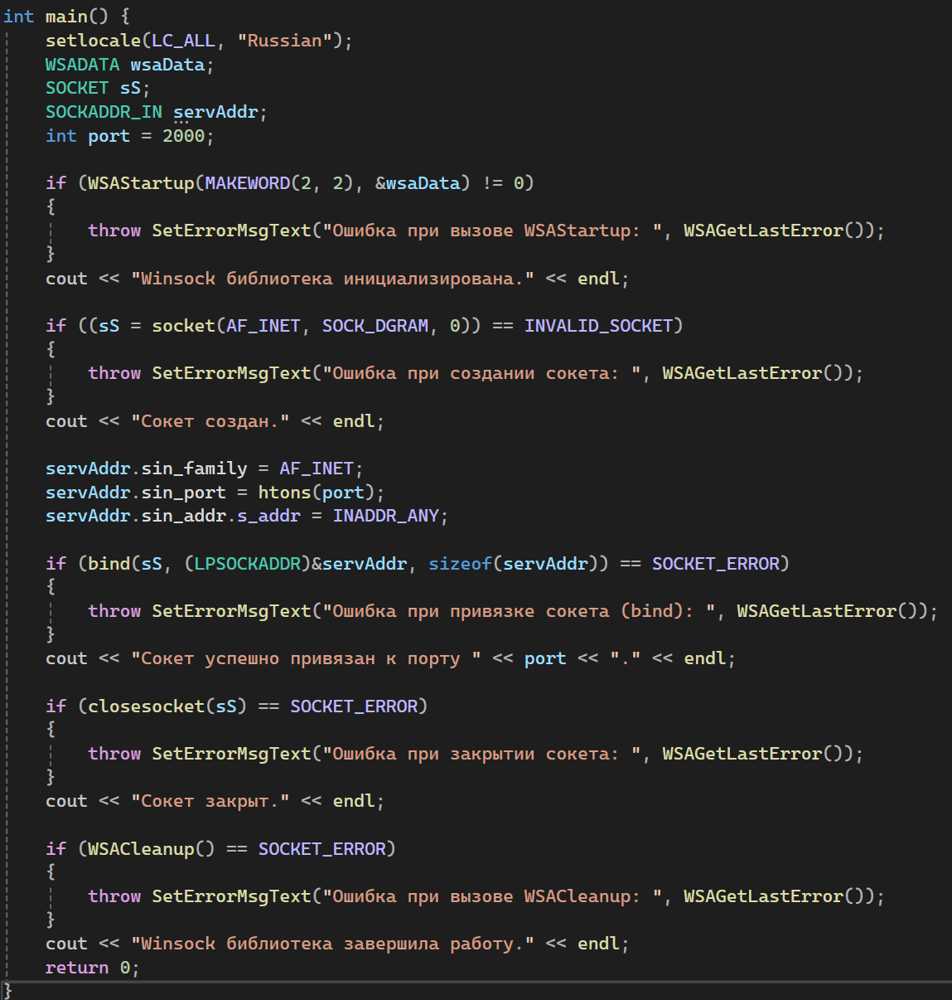 int main() {
setlocale(LC_ALL, "Russian");
WSADATA wsaData;
SOCKET sS;
SOCKADDR_IN servAddr;
int port = 2000;
if (WSAStartup(MAKEWORD(2, 2), &wsaData) != 0)
{
throw SetErrorMsgText("Ошибка при вызове WSAStartup: ", WSAGetLastError());
}
cout << "Winsock библиотека инициализирована." << endl;
if ((sS = socket(AF_INET, SOCK_DGRAM, 0)) == INVALID_SOCKET)
{
throw SetErrorMsgText("Ошибка при создании сокета: ", WSAGetLastError());
}
cout << "Сокет создан." << endl;
servAddr.sin_family = AF_INET;
servAddr.sin_port = htons(port);
servAddr.sin_addr.s_addr = INADDR_ANY;
if (bind(sS, (LPSOCKADDR)&servAddr, sizeof(servAddr)) == SOCKET_ERROR)
{
throw SetErrorMsgText("Ошибка при привязке сокета (bind): ", WSAGetLastError());
}
cout << "Сокет успешно привязан к порту " << port << "." << endl;
if (closesocket(sS) == SOCKET_ERROR)
{
throw SetErrorMsgText("Ошибка при закрытии сокета: ", WSAGetLastError());
}
cout << "Сокет закрыт." << endl;
if (WSACleanup() == SOCKET_ERROR)
{
throw SetErrorMsgText("Ошибка при вызове WSACleanup: ", WSAGetLastError());
}
cout << "Winsock библиотека завершила работу." << endl;
return 0;
}